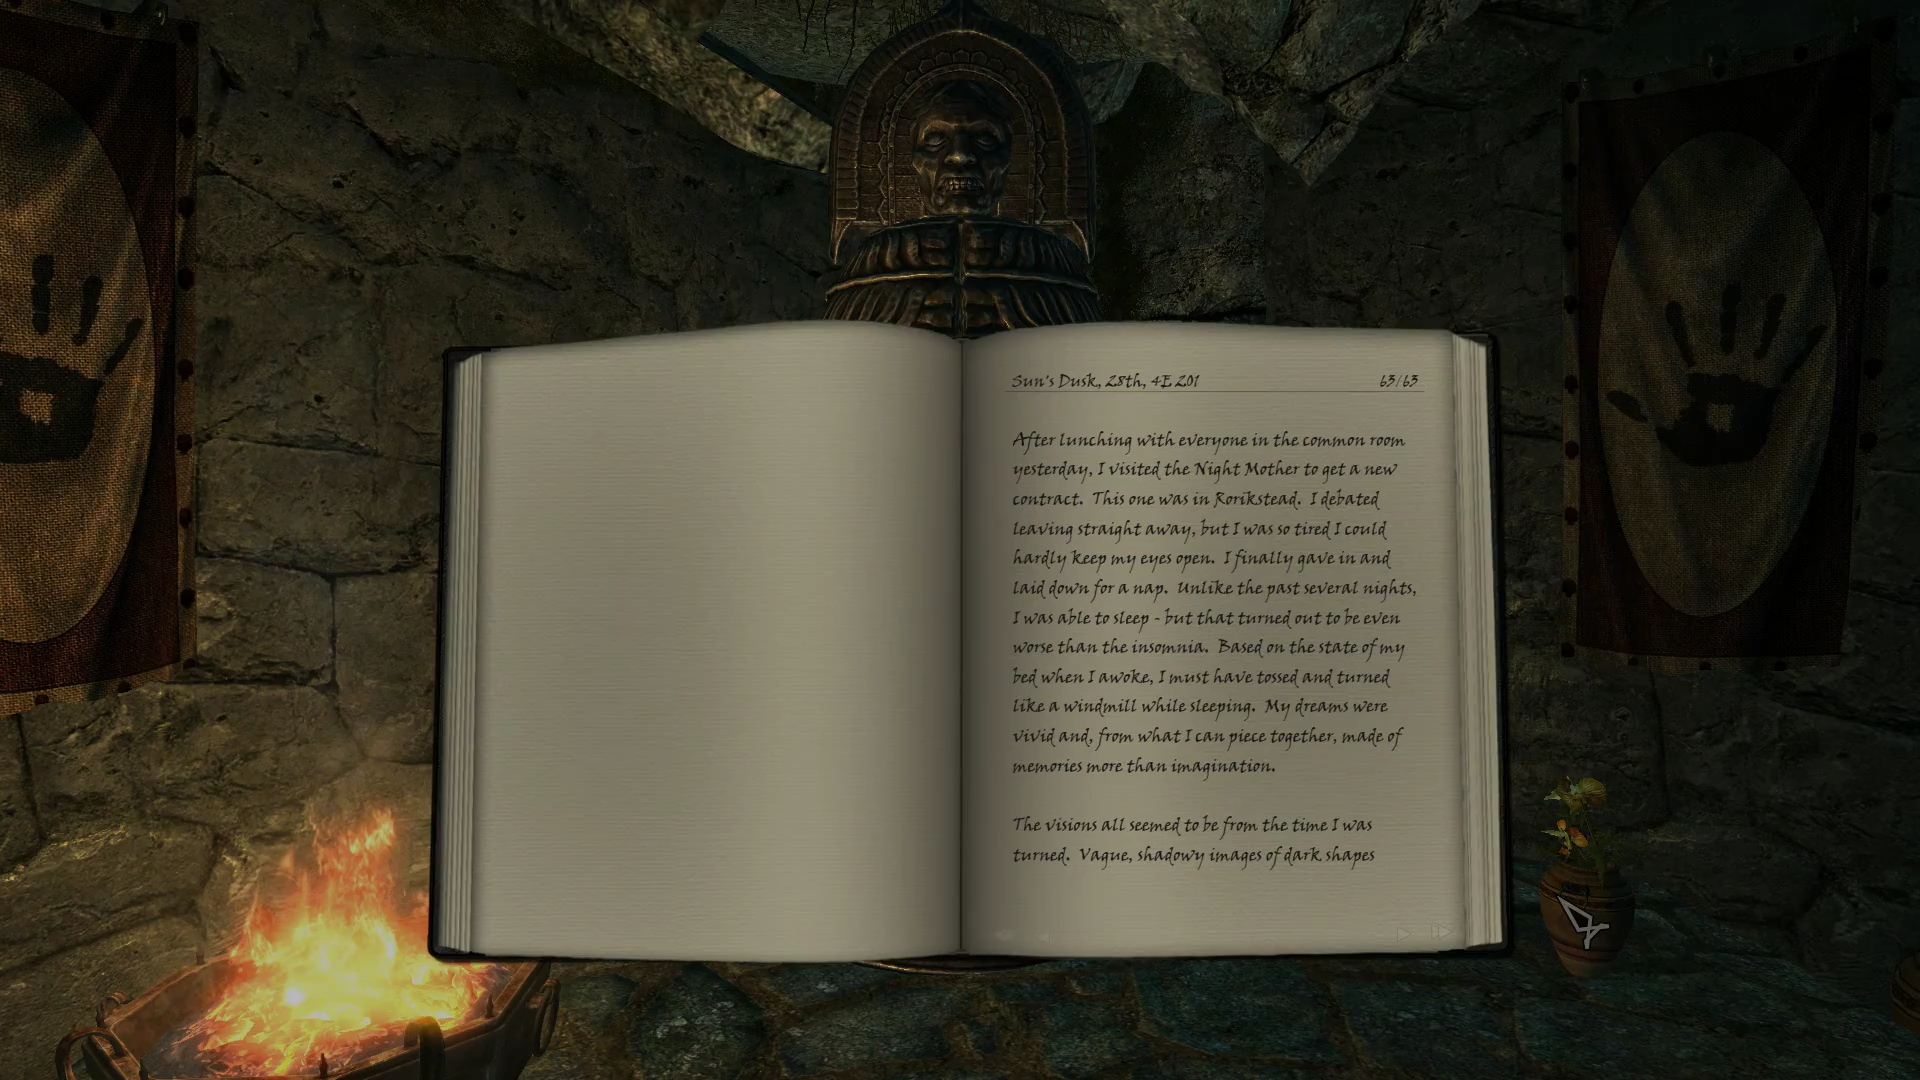 Sun's Dusk, 28th, 4E 201 63/63
After lunching with everyone in the common room
yesterday, I visited the Night Mother to get a new
contract. This one was in Rorikstead. I debated
leaving straight away, but I was so tired I could
hardly keep my eyes open. I finally gave in and
laid down for a nap. Unlike the past several nights,
I was able to sleep - but that turned out to be even
worse than the insomnia. Based on the state of my
bed when I awoke, I must have tossed and turned
like a windmill while sleeping. My dreams were
vivid and, from what I can piece together, made of
memories more than imagination.
The visions all seemed to be from the time I was
turned. Vague, shadowy images of dark shapes